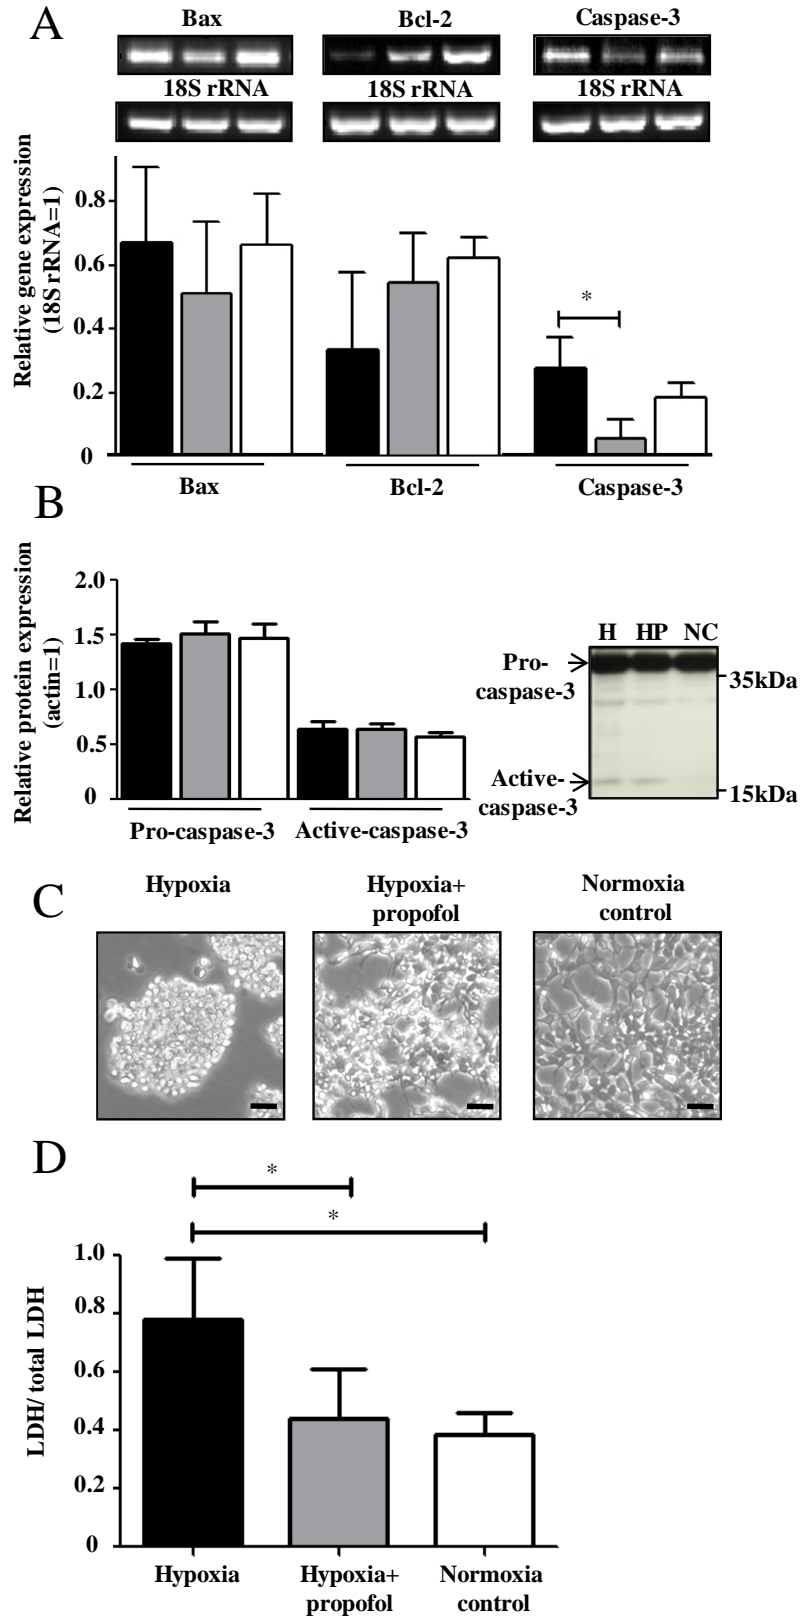 A
Bax
Bcl-2
Caspase-3
18S rRNA
18S rRNA
18S rRNA
Relative gene expression
(18S rRNA=1)
0.8
0.6
0.4
0.2
0
*
Bax
Bcl-2
Caspase-3
B
Relative protein expression
(actin=1)
2.0
1.5
1.0
0.5
0
Pro-caspase-3
Active-caspase-3
H HP NC
Pro-
caspase-3
35kDa
Active-
caspase-3
15kDa
C
Hypoxia
Hypoxia+
propofol
Normoxia
control
D
*
*
LDH/ total LDH
1.0
0.8
0.6
0.4
0.2
0
Hypoxia
Hypoxia+
propofol
Normoxia
control